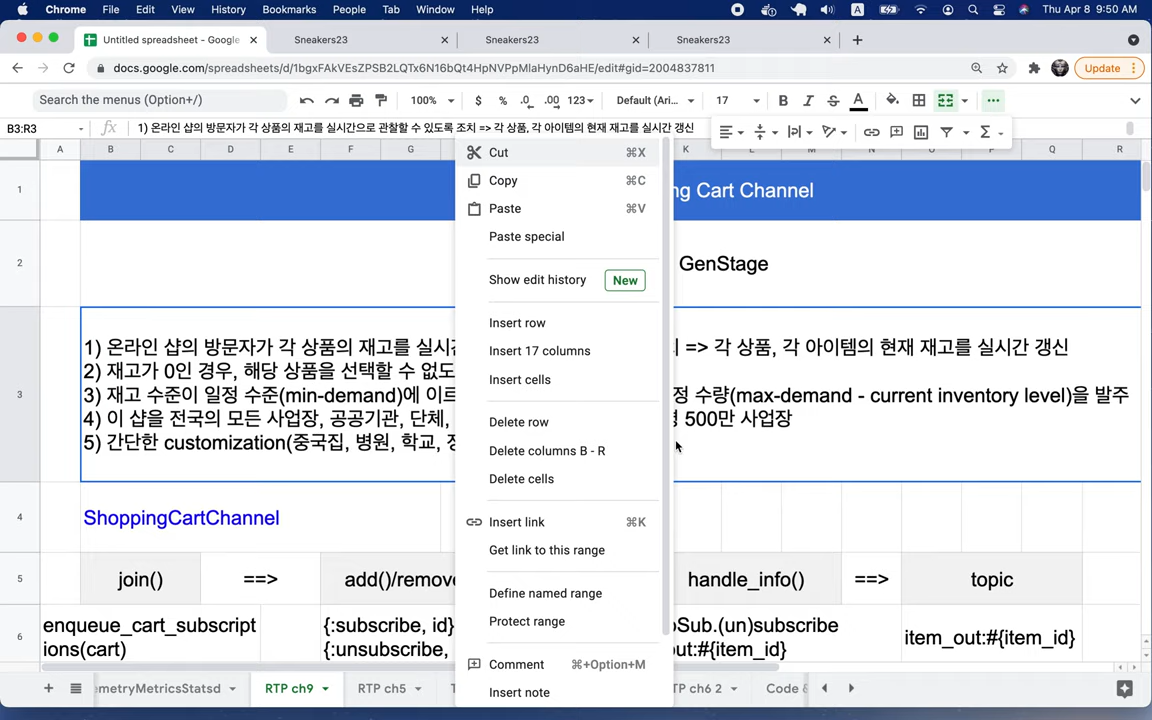 Chrome File Edit View History Bookmarks People Tab Window Help Thu Apr 8 9:50 AM
Untitled spreadsheet - Google Sneakers23 Sneakers23 Sneakers23
docs.google.com/spreadsheets/d/1bgxFAkVEsZPSB2LQTx6N16bQt4HpNVPpMlaHynD6aHE/edit#gid=2004837811 Update
Search the menus (Option+/) 100% $ % .0 .00 123 Default (Ari... 17 B I S A
B3:R3 fx 1) 온라인 샵의 방문자가 각 상품의 재고를 실시간으로 관찰할 수 있도록 조치 => 각 상품, 각 아이템의 현재 재고를 실시간 갱신
A B C D E F G K Q R
1 ng Cart Channel
2 GenStage
3
1) 온라인 샵의 방문자가 각 상품의 재고를 실시 => 각 상품, 각 아이템의 현재 재고를 실시간 갱신
2) 재고가 0인 경우, 해당 상품을 선택할 수 없도
3) 재고 수준이 일정 수준(min-demand)에 이르 정 수량(max-demand - current inventory level)을 발주
4) 이 샵을 전국의 모든 사업장, 공공기관, 단체, 500만 사업장
5) 간단한 customization(중국집, 병원, 학교,
4 ShoppingCartChannel
5 join() ==> add()/remove handle_info() ==> topic
6
enqueue_cart_subscript {:subscribe, id} Sub.(un)subscribe item_out:#{item_id}
ions(cart) {:unsubscribe, out:#{item_id}
Cut ⌘X
Copy ⌘C
Paste ⌘V
Paste special
Show edit history New
Insert row
Insert 17 columns
Insert cells
Delete row
Delete columns B - R
Delete cells
Insert link ⌘K
Get link to this range
Define named range
Protect range
Comment ⌘+Option+M
Insert note
+ metryMetricsStatsd RTP ch9 RTP ch5 TP ch6 2 Code